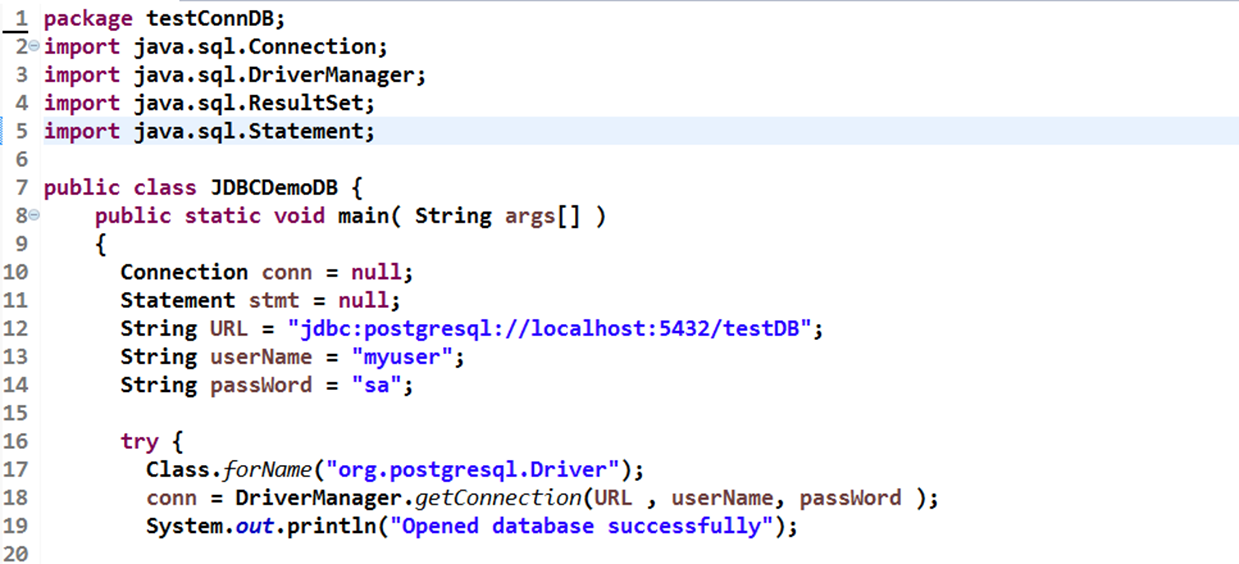 1 package testConnDB;
2 import java.sql.Connection;
3 import java.sql.DriverManager;
4 import java.sql.ResultSet;
5 import java.sql.Statement;
6
7 public class JDBCDemoDB {
8     public static void main( String args[] )
9     {
10       Connection conn = null;
11       Statement stmt = null;
12       String URL = "jdbc:postgresql://localhost:5432/testDB";
13       String userName = "myuser";
14       String passWord = "sa";
15
16       try {
17         Class.forName("org.postgresql.Driver");
18         conn = DriverManager.getConnection(URL , userName, passWord );
19         System.out.println("Opened database successfully");
20